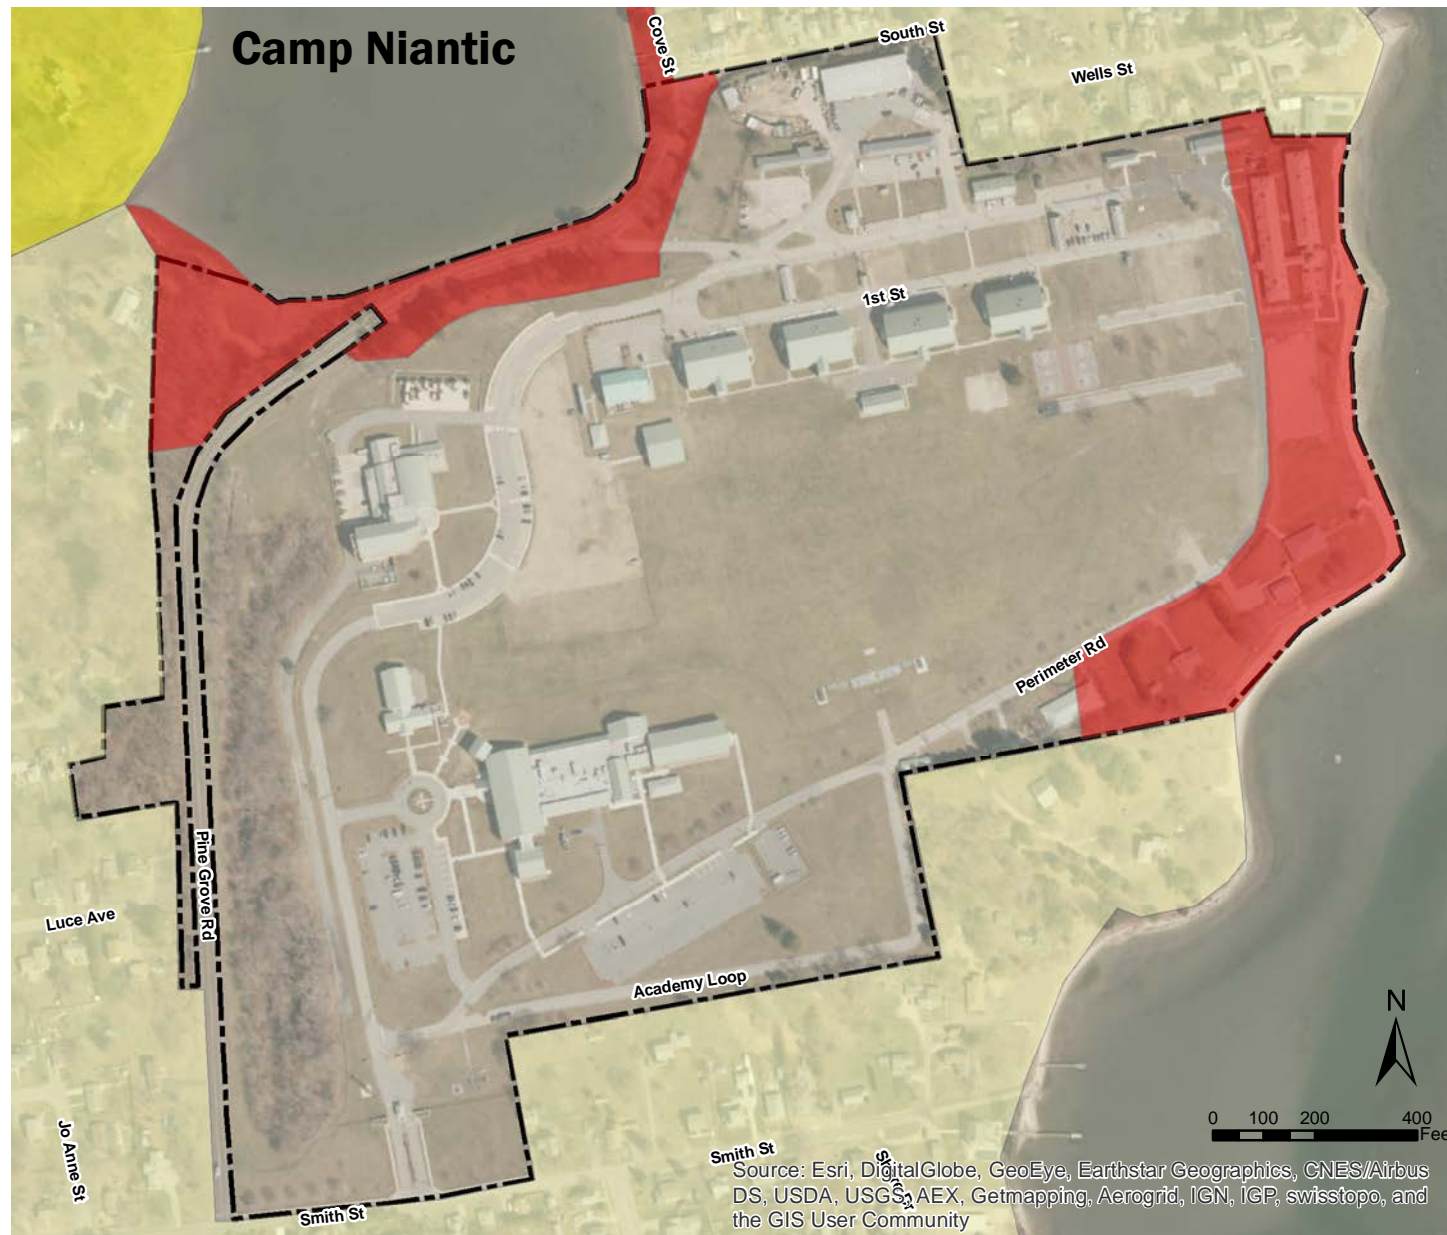 Camp Niantic
Cove St
South St
Wells St
1st St
Perimeter Rd
Pine Grove Rd
Luce Ave
Academy Loop
Jo Anne St
Smith St
Smith St
N
0 100 200 400
Fee
Source: Esri, DigitalGlobe, GeoEye, Earthstar Geographics, CNES/Airbus
DS, USDA, USGS, AEX, Getmapping, Aerogrid, IGN, IGP, swisstopo, and
the GIS User Community